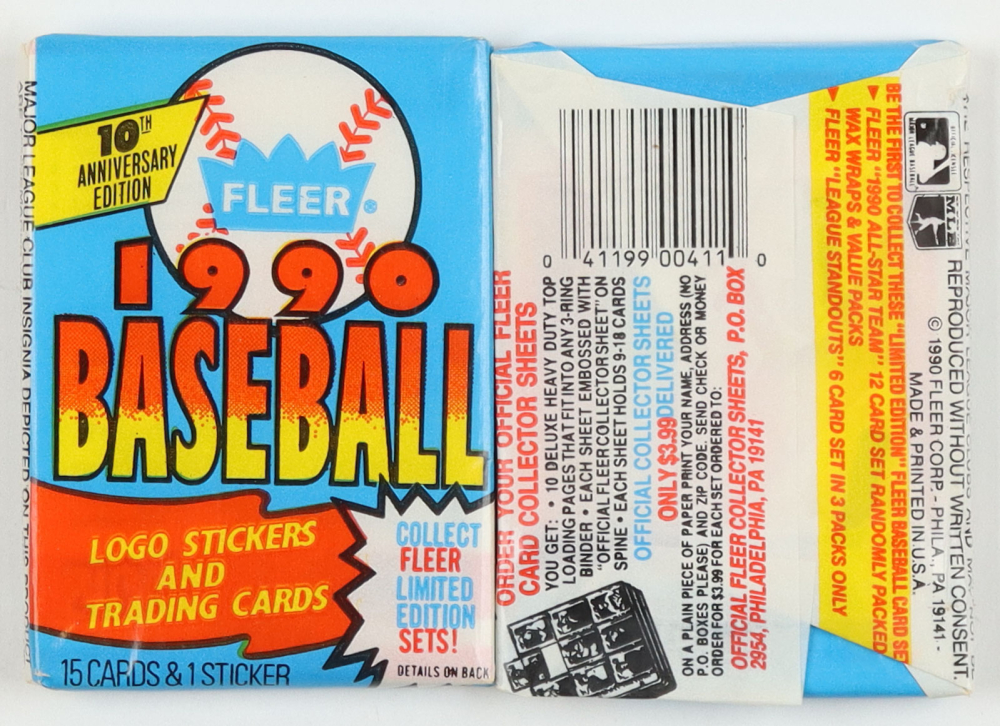 10TH
ANNIVERSARY
EDITION
FLEER®
1990
BASEBALL
LOGO STICKERS
AND
TRADING CARDS
COLLECT
FLEER
LIMITED
EDITION
SETS!
DETAILS ON BACK
15 CARDS & 1 STICKER
MAJOR LEAGUE CLUB INSIGNIA DEPICTED ON THIS PRODUCT
0 41199 00411 0
ORDER YOUR OFFICIAL FLEER
CARD COLLECTOR SHEETS
YOU GET: • 10 DELUXE HEAVY DUTY TOP
LOADING PAGES THAT FIT INTO ANY 3-RING
BINDER • EACH SHEET EMBOSSED WITH
"OFFICIAL FLEER COLLECTOR SHEET" ON
SPINE • EACH SHEET HOLDS 9-18 CARDS
OFFICIAL COLLECTOR SHEETS
ONLY $3.99 DELIVERED
ON A PLAIN PIECE OF PAPER PRINT YOUR NAME, ADDRESS (NO
P.O. BOXES PLEASE) AND ZIP CODE. SEND CHECK OR MONEY
ORDER FOR $3.99 FOR EACH SET ORDERED TO:
OFFICIAL FLEER COLLECTOR SHEETS, P.O. BOX
2954, PHILADELPHIA, PA 19141
BE THE FIRST TO COLLECT THESE "LIMITED EDITION" FLEER BASEBALL CARD SE
FLEER "1990 ALL-STAR TEAM" 12 CARD SET RANDOMLY PACKED
WAX WRAPS & VALUE PACKS
FLEER "LEAGUE STANDOUTS" 6 CARD SET IN 3 PACKS ONLY
MAJOR LEAGUE BASEBALL
MLB
REPRODUCED WITHOUT WRITTEN CONSENT.
© 1990 FLEER CORP - PHILA., PA 19141 -
MADE & PRINTED IN U.S.A.